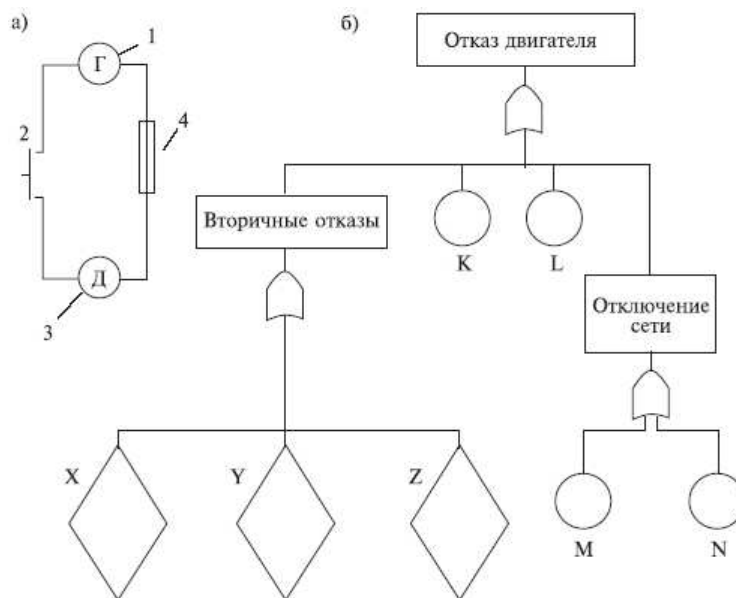 а)
1
б)
Г
Отказ двигателя
2
4
Вторичные отказы
K
L
Д
3
Отключение
сети
X
Y
Z
M
N